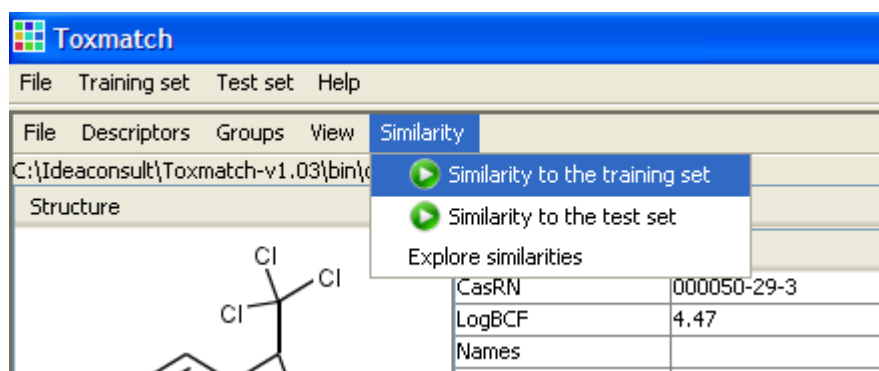 Toxmatch
File Training set Test set Help
File Descriptors Groups View Similarity
C:\Ideaconsult\Toxmatch-v1.03\bin\
Similarity to the training set
Structure
Similarity to the test set
Explore similarities
Cl
Cl
Cl
CasRN 000050-29-3
LogBCF 4.47
Names